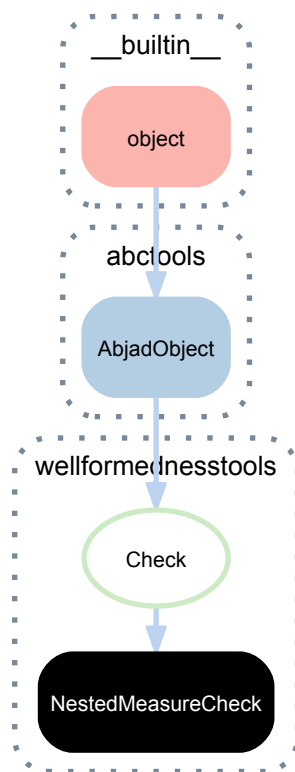 __builtin__
object
abctools
AbjadObject
wellformednesstools
Check
NestedMeasureCheck